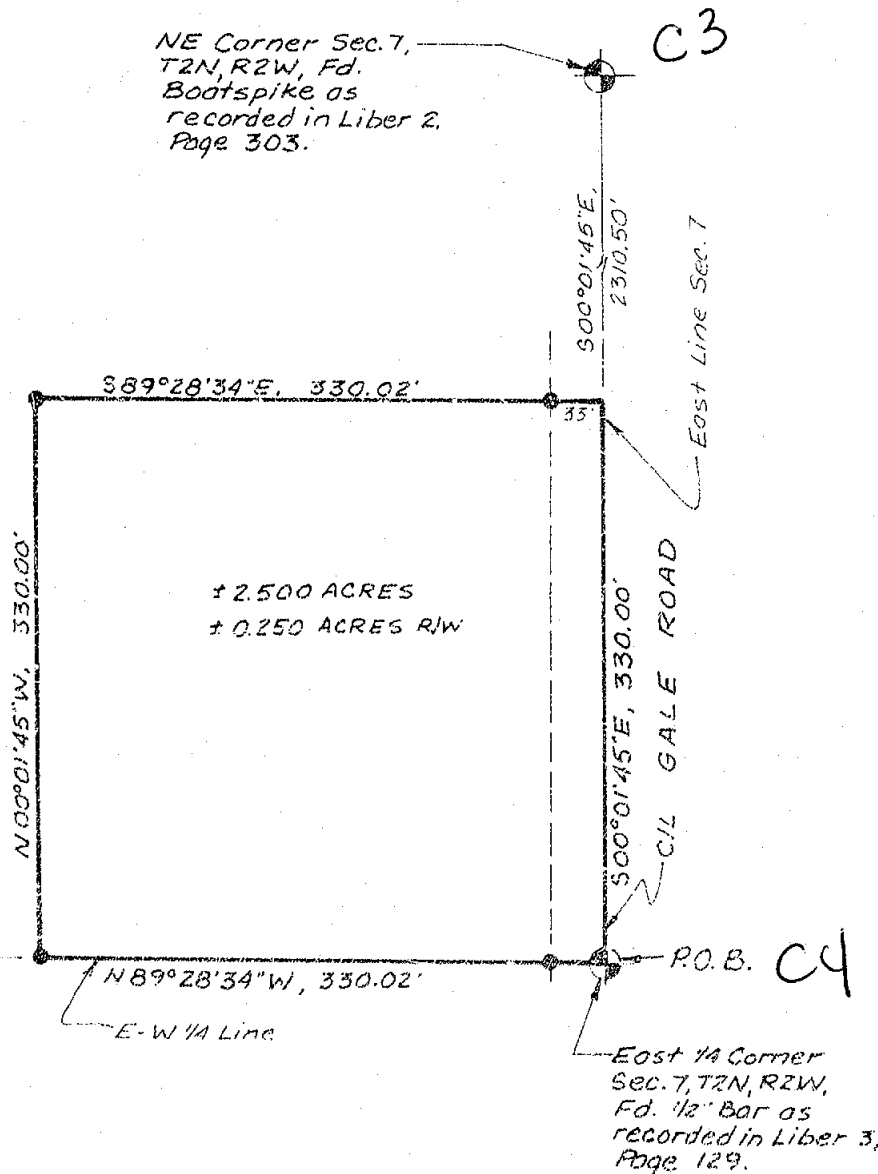 C3
NE Corner Sec. 7,
T2N, R2W, Fd.
Boatspike as
recorded in Liber 2,
Page 303.
S00°01'45"E,
2310.50'
East Line Sec. 7
S89°28'34"E, 330.02'
33'
N00°01'45"W, 330.00'
± 2.500 ACRES
± 0.250 ACRES R/W
S00°01'45"E, 330.00'
C/L GALE ROAD
N89°28'34"W, 330.02'
E-W 1/4 Line
P.O.B.
C4
East 1/4 Corner
Sec. 7, T2N, R2W,
Fd. 1/2" Bar as
recorded in Liber 3,
Page 129.